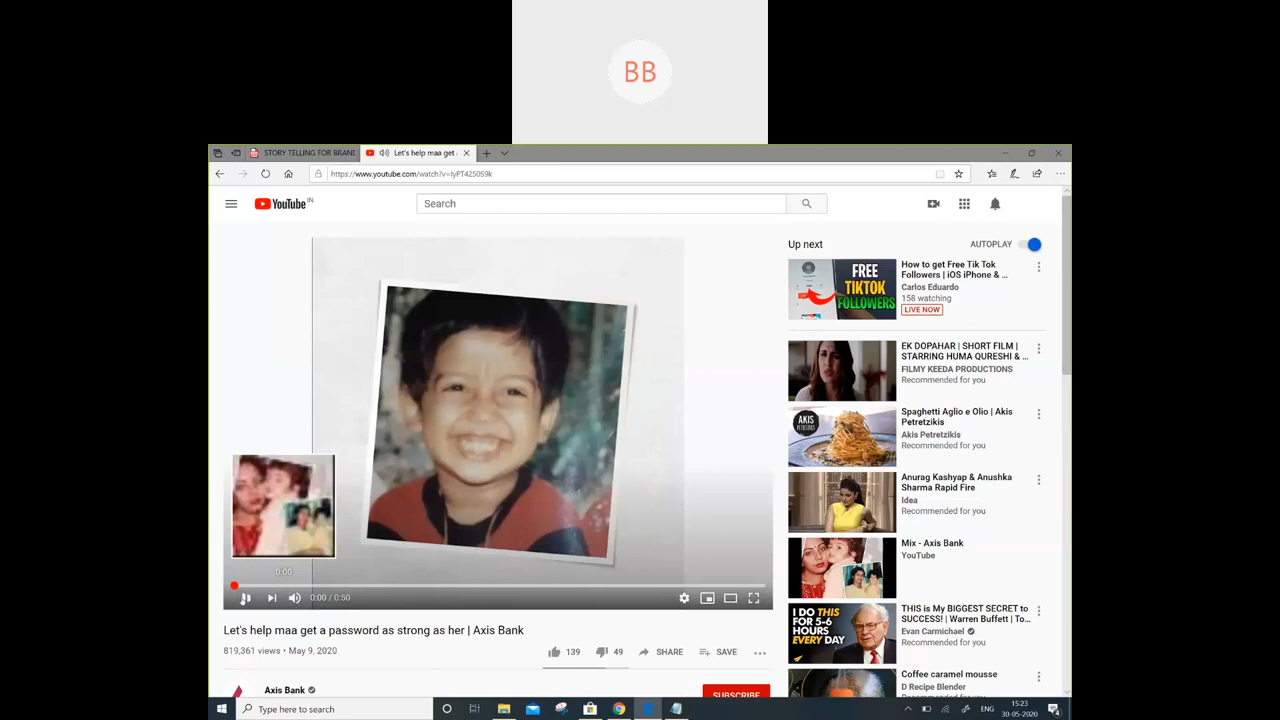 BB
STORY TELLING FOR BRAND
Let's help maa get
https://www.youtube.com/watch?v=IyPT425059k
YouTube IN
Search
Up next
AUTOPLAY
FREE
TIKTOK
FOLLOWERS
How to get Free Tik Tok
Followers | iOS iPhone & ...
Carlos Eduardo
158 watching
LIVE NOW
EK DOPAHAR | SHORT FILM |
STARRING HUMA QURESHI & ...
FILMY KEEDA PRODUCTIONS
Recommended for you
AKIS
PETRETZIKIS
Spaghetti Aglio e Olio | Akis
Petretzikis
Akis Petretzikis
Recommended for you
Anurag Kashyap & Anushka
Sharma Rapid Fire
Idea
Recommended for you
Mix - Axis Bank
YouTube
I DO THIS
FOR 5-6
HOURS
EVERY DAY
THIS is My BIGGEST SECRET to
SUCCESS! | Warren Buffett | To...
Evan Carmichael
Recommended for you
Coffee caramel mousse
D Recipe Blender
0:00
0:00 / 0:50
Let's help maa get a password as strong as her | Axis Bank
819,361 views • May 9, 2020
139
49
SHARE
SAVE
Axis Bank
SUBSCRIBE
Type here to search
ENG
15:23
30-05-2020